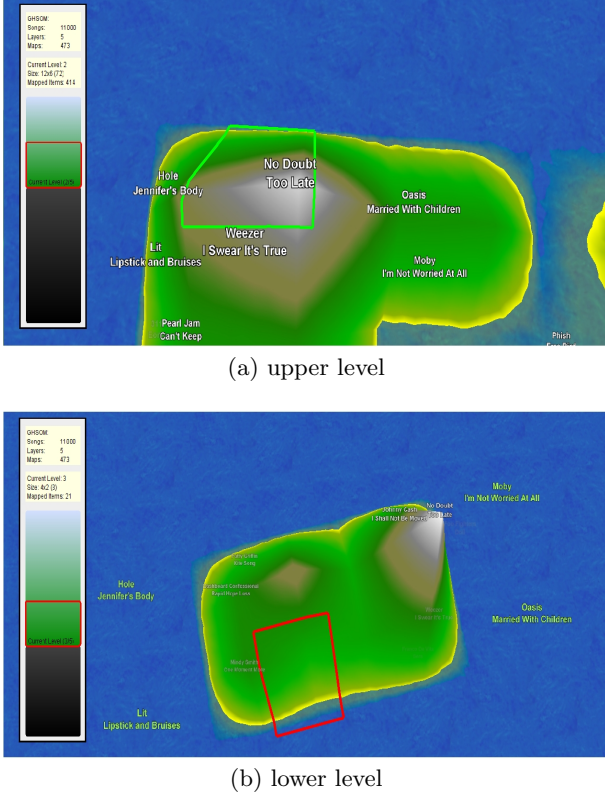 GHSOM:
Songs: 11000
Layers: 5
Maps: 473
Current Level: 2
Size: 12x6 (72)
Mapped Items: 414
Current Level (2/5)
No Doubt
Too Late
Hole
Jennifer's Body
Oasis
Married With Children
Weezer
I Swear It's True
Lit
Lipstick and Bruises
Moby
I'm Not Worried At All
Pearl Jam
Can't Keep
Phish
(a) upper level
GHSOM:
Songs: 11000
Layers: 5
Maps: 473
Current Level: 3
Size: 4x2 (3)
Mapped Items: 21
Current Level (3/5)
Moby
I'm Not Worried At All
Johnny Cash
I Shall Not Be Moved
No Doubt
Too Late
Hole
Jennifer's Body
Weezer
I Swear It's True
Oasis
Married With Children
Lit
Lipstick and Bruises
(b) lower level